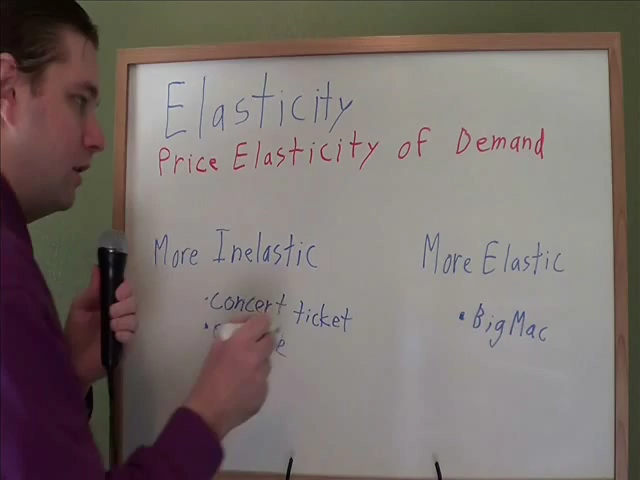 Elasticity
Price Elasticity of Demand
More Inelastic
More Elastic
• concert ticket
• Big Mac